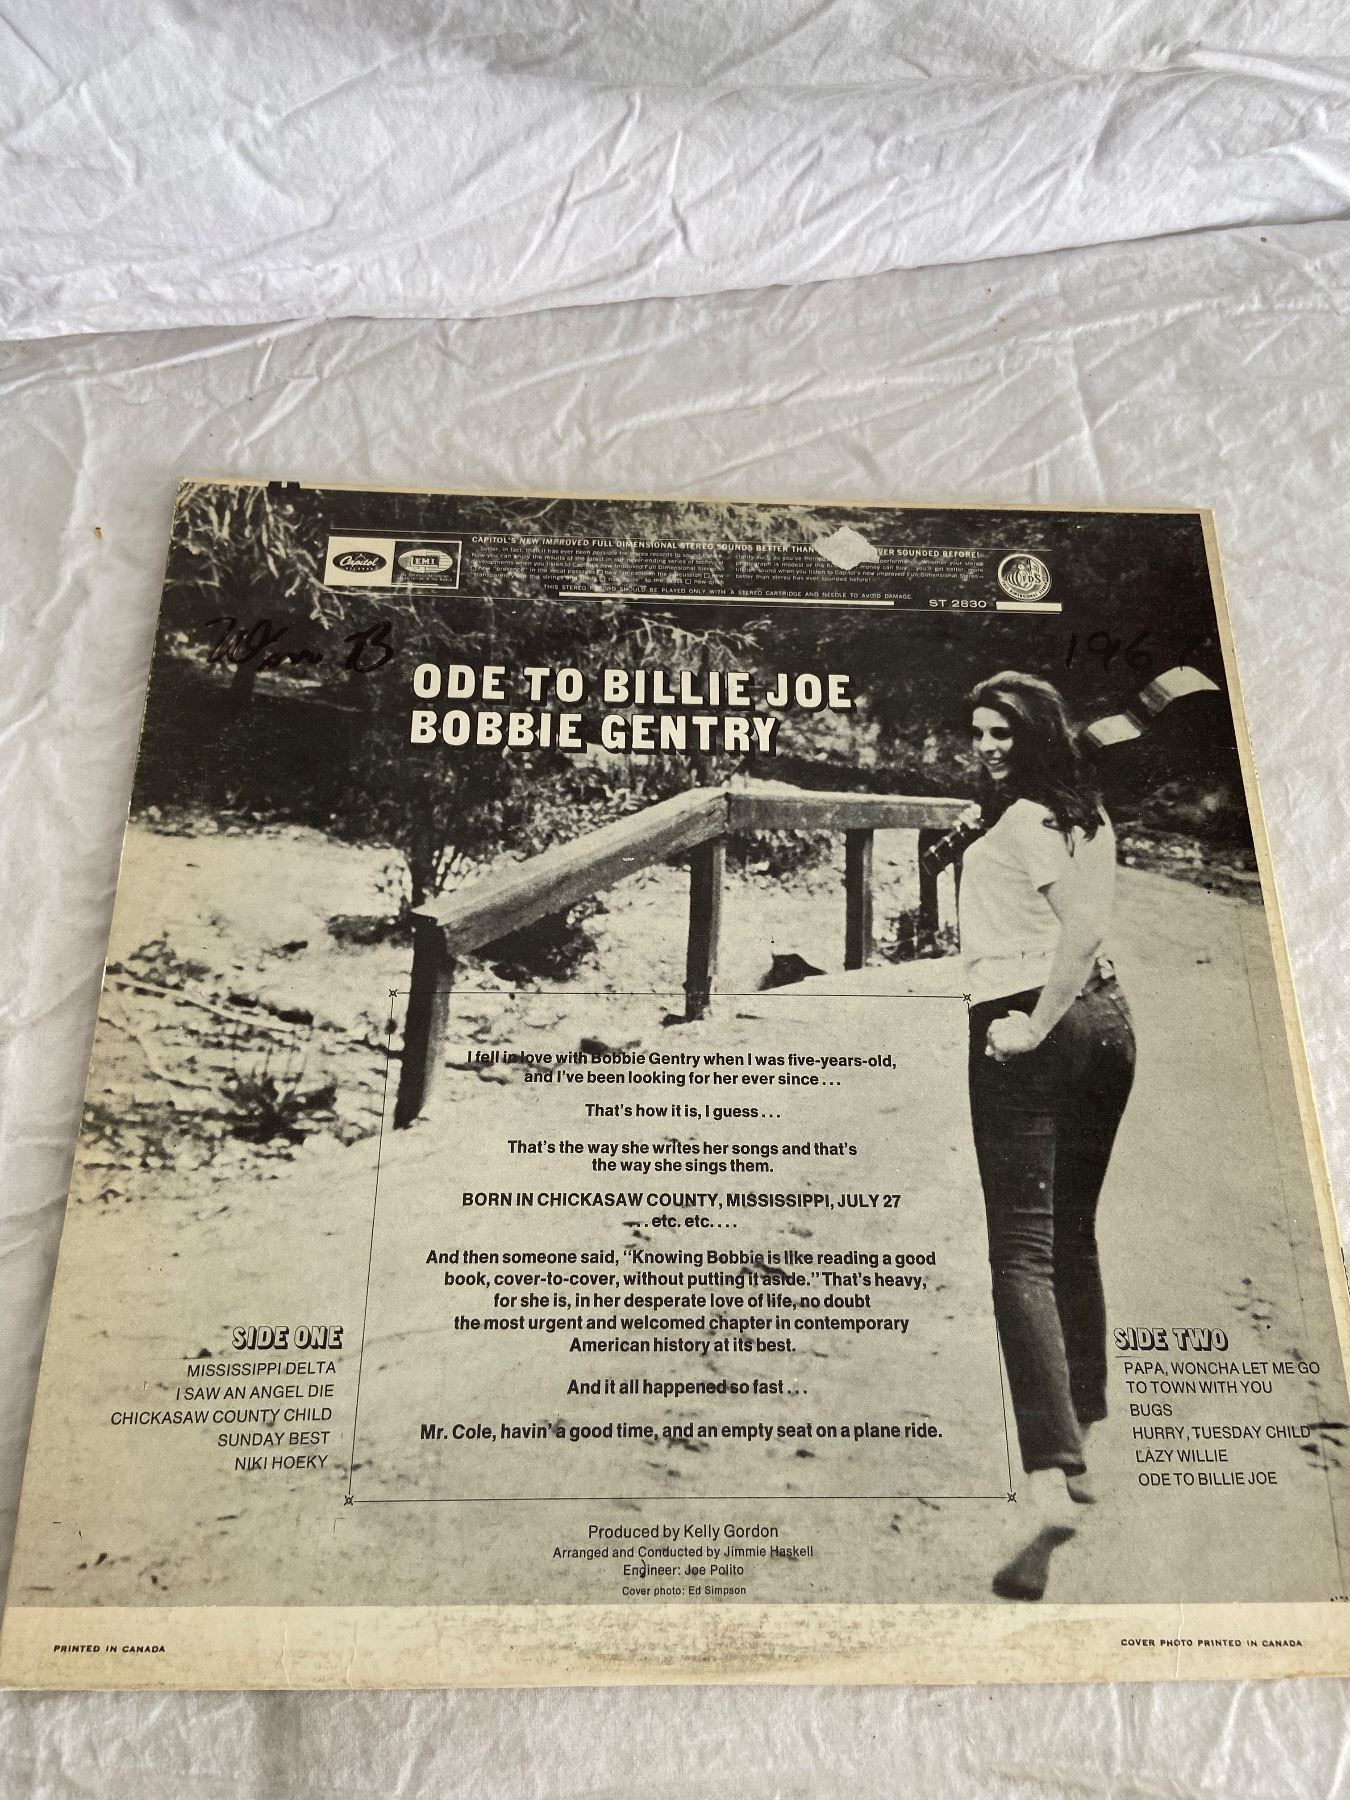 Capitol
RECORDS
EMI
CAPITOL'S NEW IMPROVED FULL DIMENSIONAL STEREO SOUNDS BETTER THAN VER SOUNDED BEFORE!
THIS STEREO RECORD SHOULD BE PLAYED ONLY WITH A STEREO CARTRIDGE AND NEEDLE TO AVOID DAMAGE.
ST 2830
B
196
ODE TO BILLIE JOE
BOBBIE GENTRY
I fell in love with Bobbie Gentry when I was five-years-old,
and I've been looking for her ever since...
That's how it is, I guess...
That's the way she writes her songs and that's
the way she sings them.
BORN IN CHICKASAW COUNTY, MISSISSIPPI, JULY 27
... etc. etc....
And then someone said, "Knowing Bobbie is like reading a good
book, cover-to-cover, without putting it aside." That's heavy,
for she is, in her desperate love of life, no doubt
the most urgent and welcomed chapter in contemporary
American history at its best.
And it all happened so fast...
Mr. Cole, havin' a good time, and an empty seat on a plane ride.
SIDE ONE
MISSISSIPPI DELTA
I SAW AN ANGEL DIE
CHICKASAW COUNTY CHILD
SUNDAY BEST
NIKI HOEKY
SIDE TWO
PAPA, WONCHA LET ME GO
TO TOWN WITH YOU
BUGS
HURRY, TUESDAY CHILD
LAZY WILLIE
ODE TO BILLIE JOE
Produced by Kelly Gordon
Arranged and Conducted by Jimmie Haskell
Engineer: Joe Polito
Cover photo: Ed Simpson
PRINTED IN CANADA
COVER PHOTO PRINTED IN CANADA